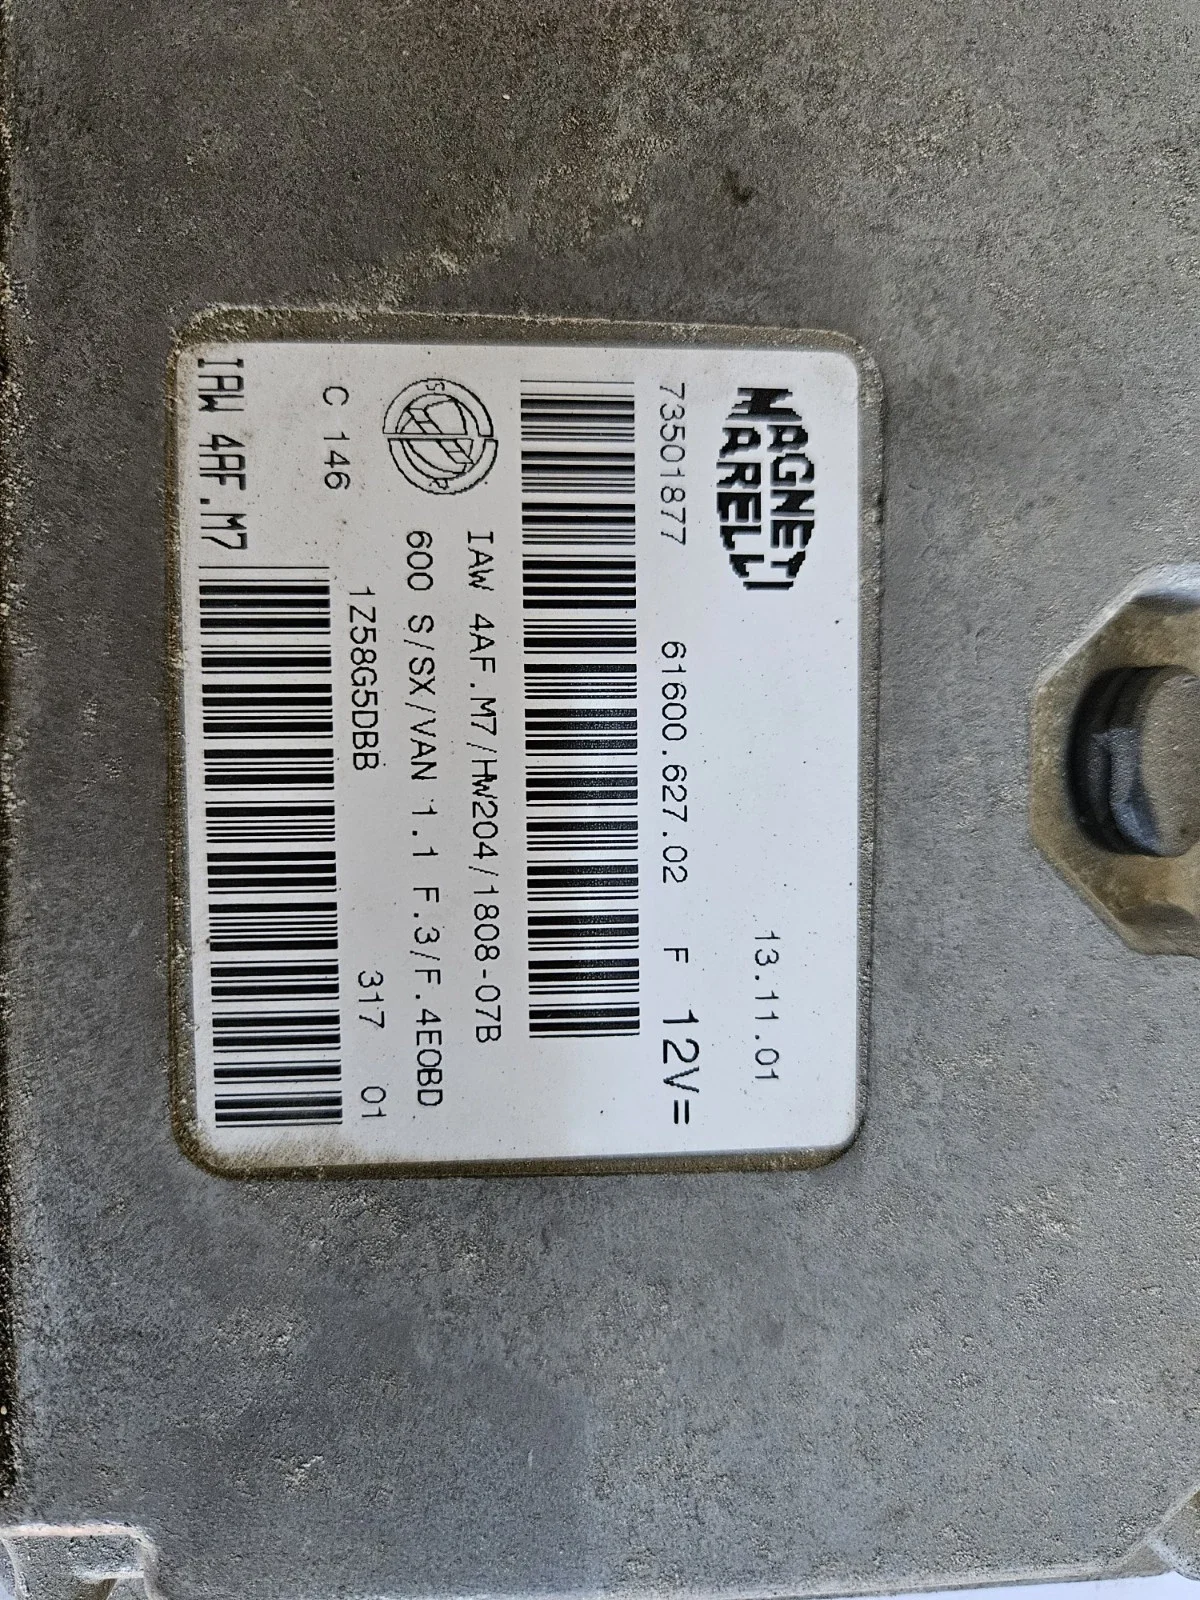 MAGNETI
MARELLI
13.11.01
73501877 61600.627.02 F 12V=
IAW 4AF.M7/HW204/1808-07B
600 S/SX/VAN 1.1 F.3/F.4EOBD
C 146
1Z58G5DBB 317 01
IAW 4AF.M7